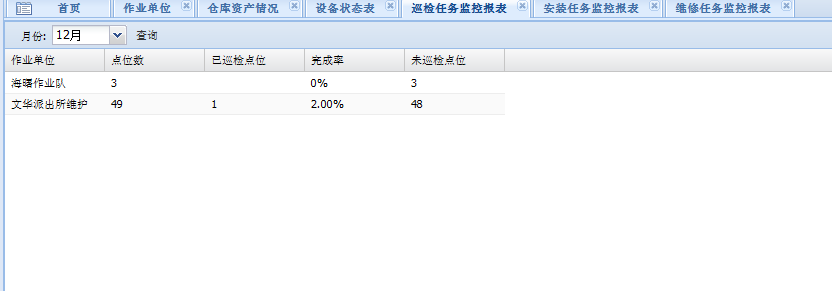 首页 作业单位 仓库资产情况 设备状态表 巡检任务监控报表 安装任务监控报表 维修任务监控报表
月份: 12月 查询
作业单位 点位数 已巡检点位 完成率 未巡检点位
海曙作业队 3 0% 3
文华派出所维护 49 1 2.00% 48